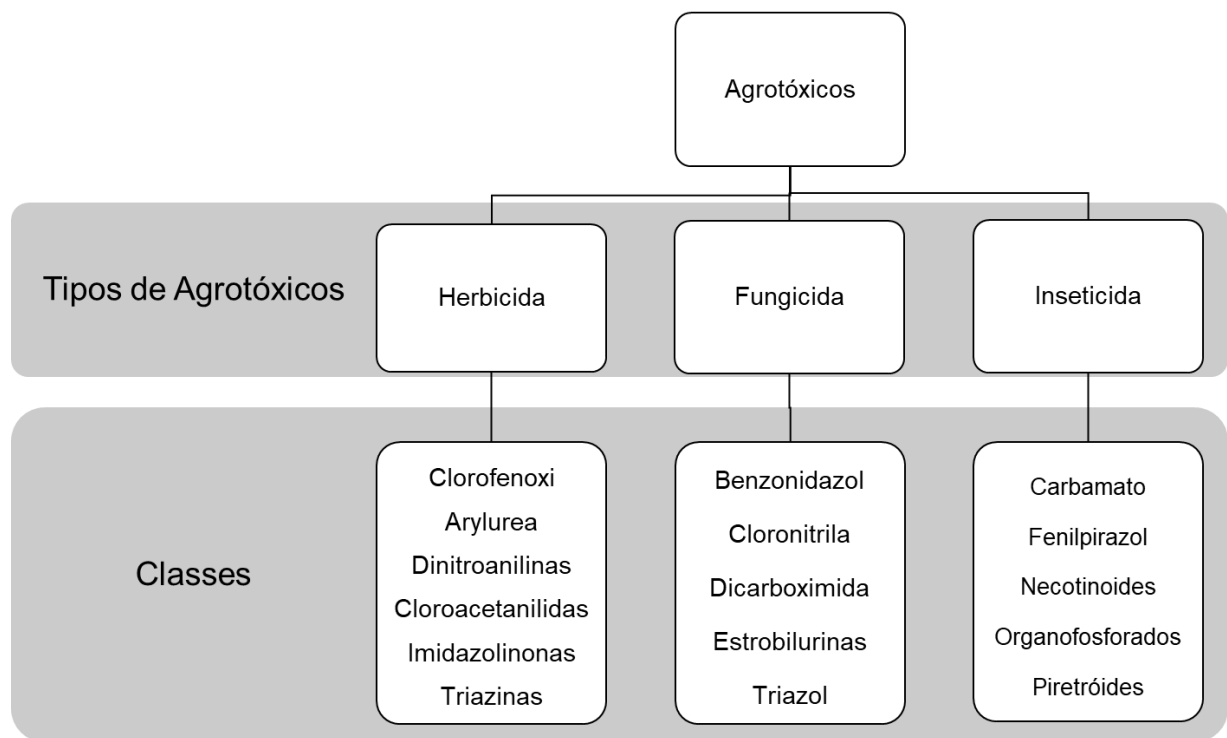 Agrotóxicos
Tipos de Agrotóxicos
Herbicida
Fungicida
Inseticida
Classes
Clorofenoxi
Arylurea
Dinitroanilinas
Cloroacetanilidas
Imidazolinonas
Triazinas
Benzonidazol
Cloronitrila
Dicarboximida
Estrobilurinas
Triazol
Carbamato
Fenilpirazol
Necotinoides
Organofosforados
Piretróides